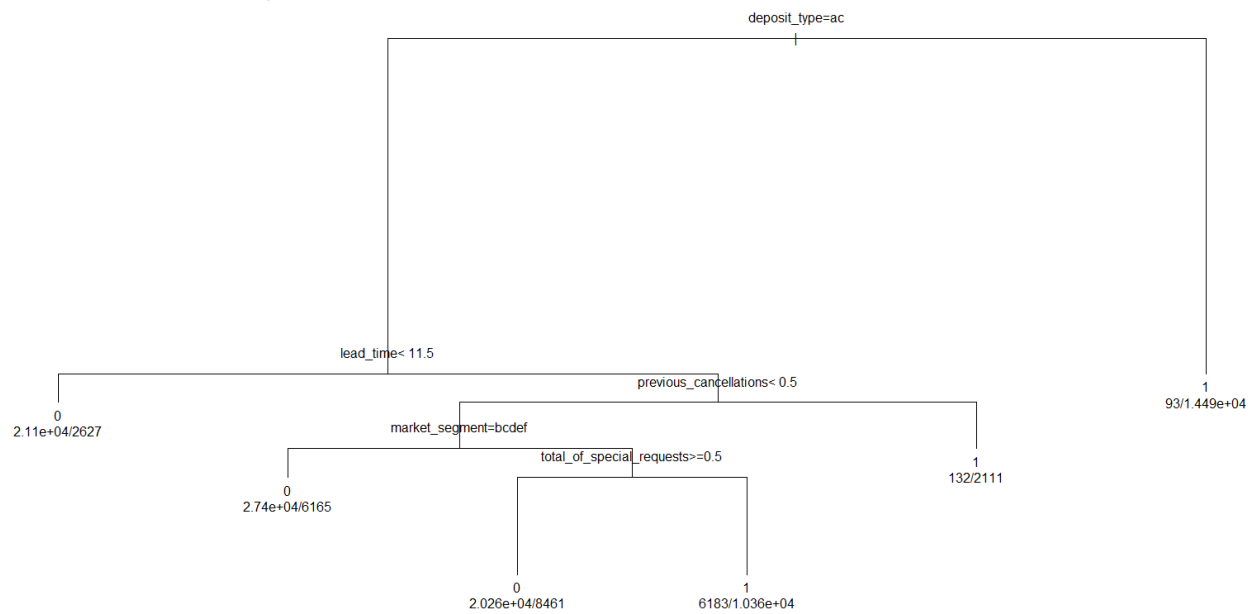 deposit_type=ac
lead_time< 11.5
previous_cancellations< 0.5
1
93/1.449e+04
0
2.11e+04/2627
market_segment=bcdef
total_of_special_requests>=0.5
1
132/2111
0
2.74e+04/6165
0
2.026e+04/8461
1
6183/1.036e+04